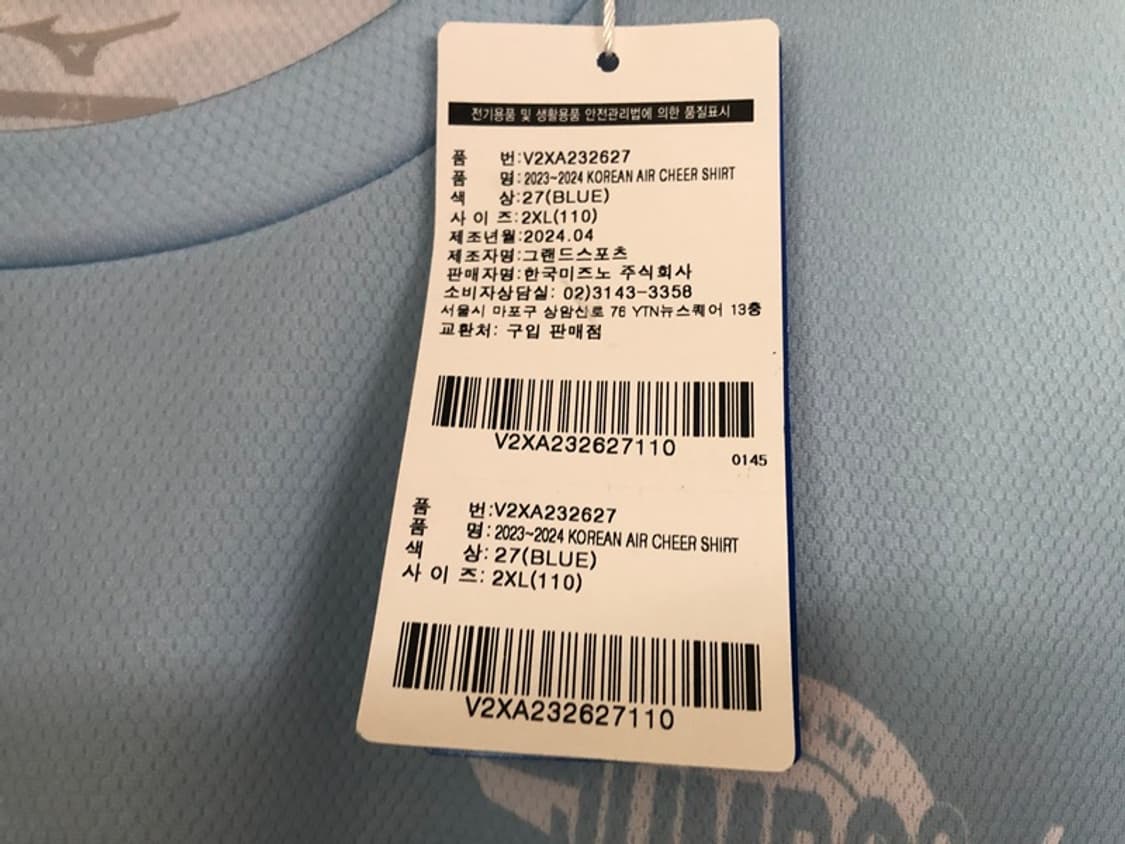 전기용품 및 생활용품 안전관리법에 의한 품질표시
품 번:V2XA232627
품 명:2023~2024 KOREAN AIR CHEER SHIRT
색 상:27(BLUE)
사 이 즈:2XL(110)
제조년월:2024.04
제조자명:그랜드스포츠
판매자명:한국미즈노 주식회사
소비자상담실: 02)3143-3358
서울시 마포구 상암산로 76 YTN뉴스퀘어 13층
교환처: 구입 판매점
V2XA232627110
0145
품 번:V2XA232627
품 명:2023~2024 KOREAN AIR CHEER SHIRT
색 상:27(BLUE)
사 이 즈:2XL(110)
V2XA232627110
AIR